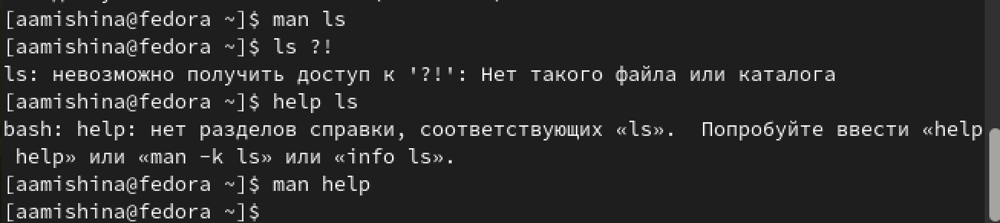 [aamishina@fedora ~]$ man ls
[aamishina@fedora ~]$ ls ?!
ls: невозможно получить доступ к '?!': Нет такого файла или каталога
[aamishina@fedora ~]$ help ls
bash: help: нет разделов справки, соответствующих «ls».  Попробуйте ввести «help
 help» или «man -k ls» или «info ls».
[aamishina@fedora ~]$ man help
[aamishina@fedora ~]$